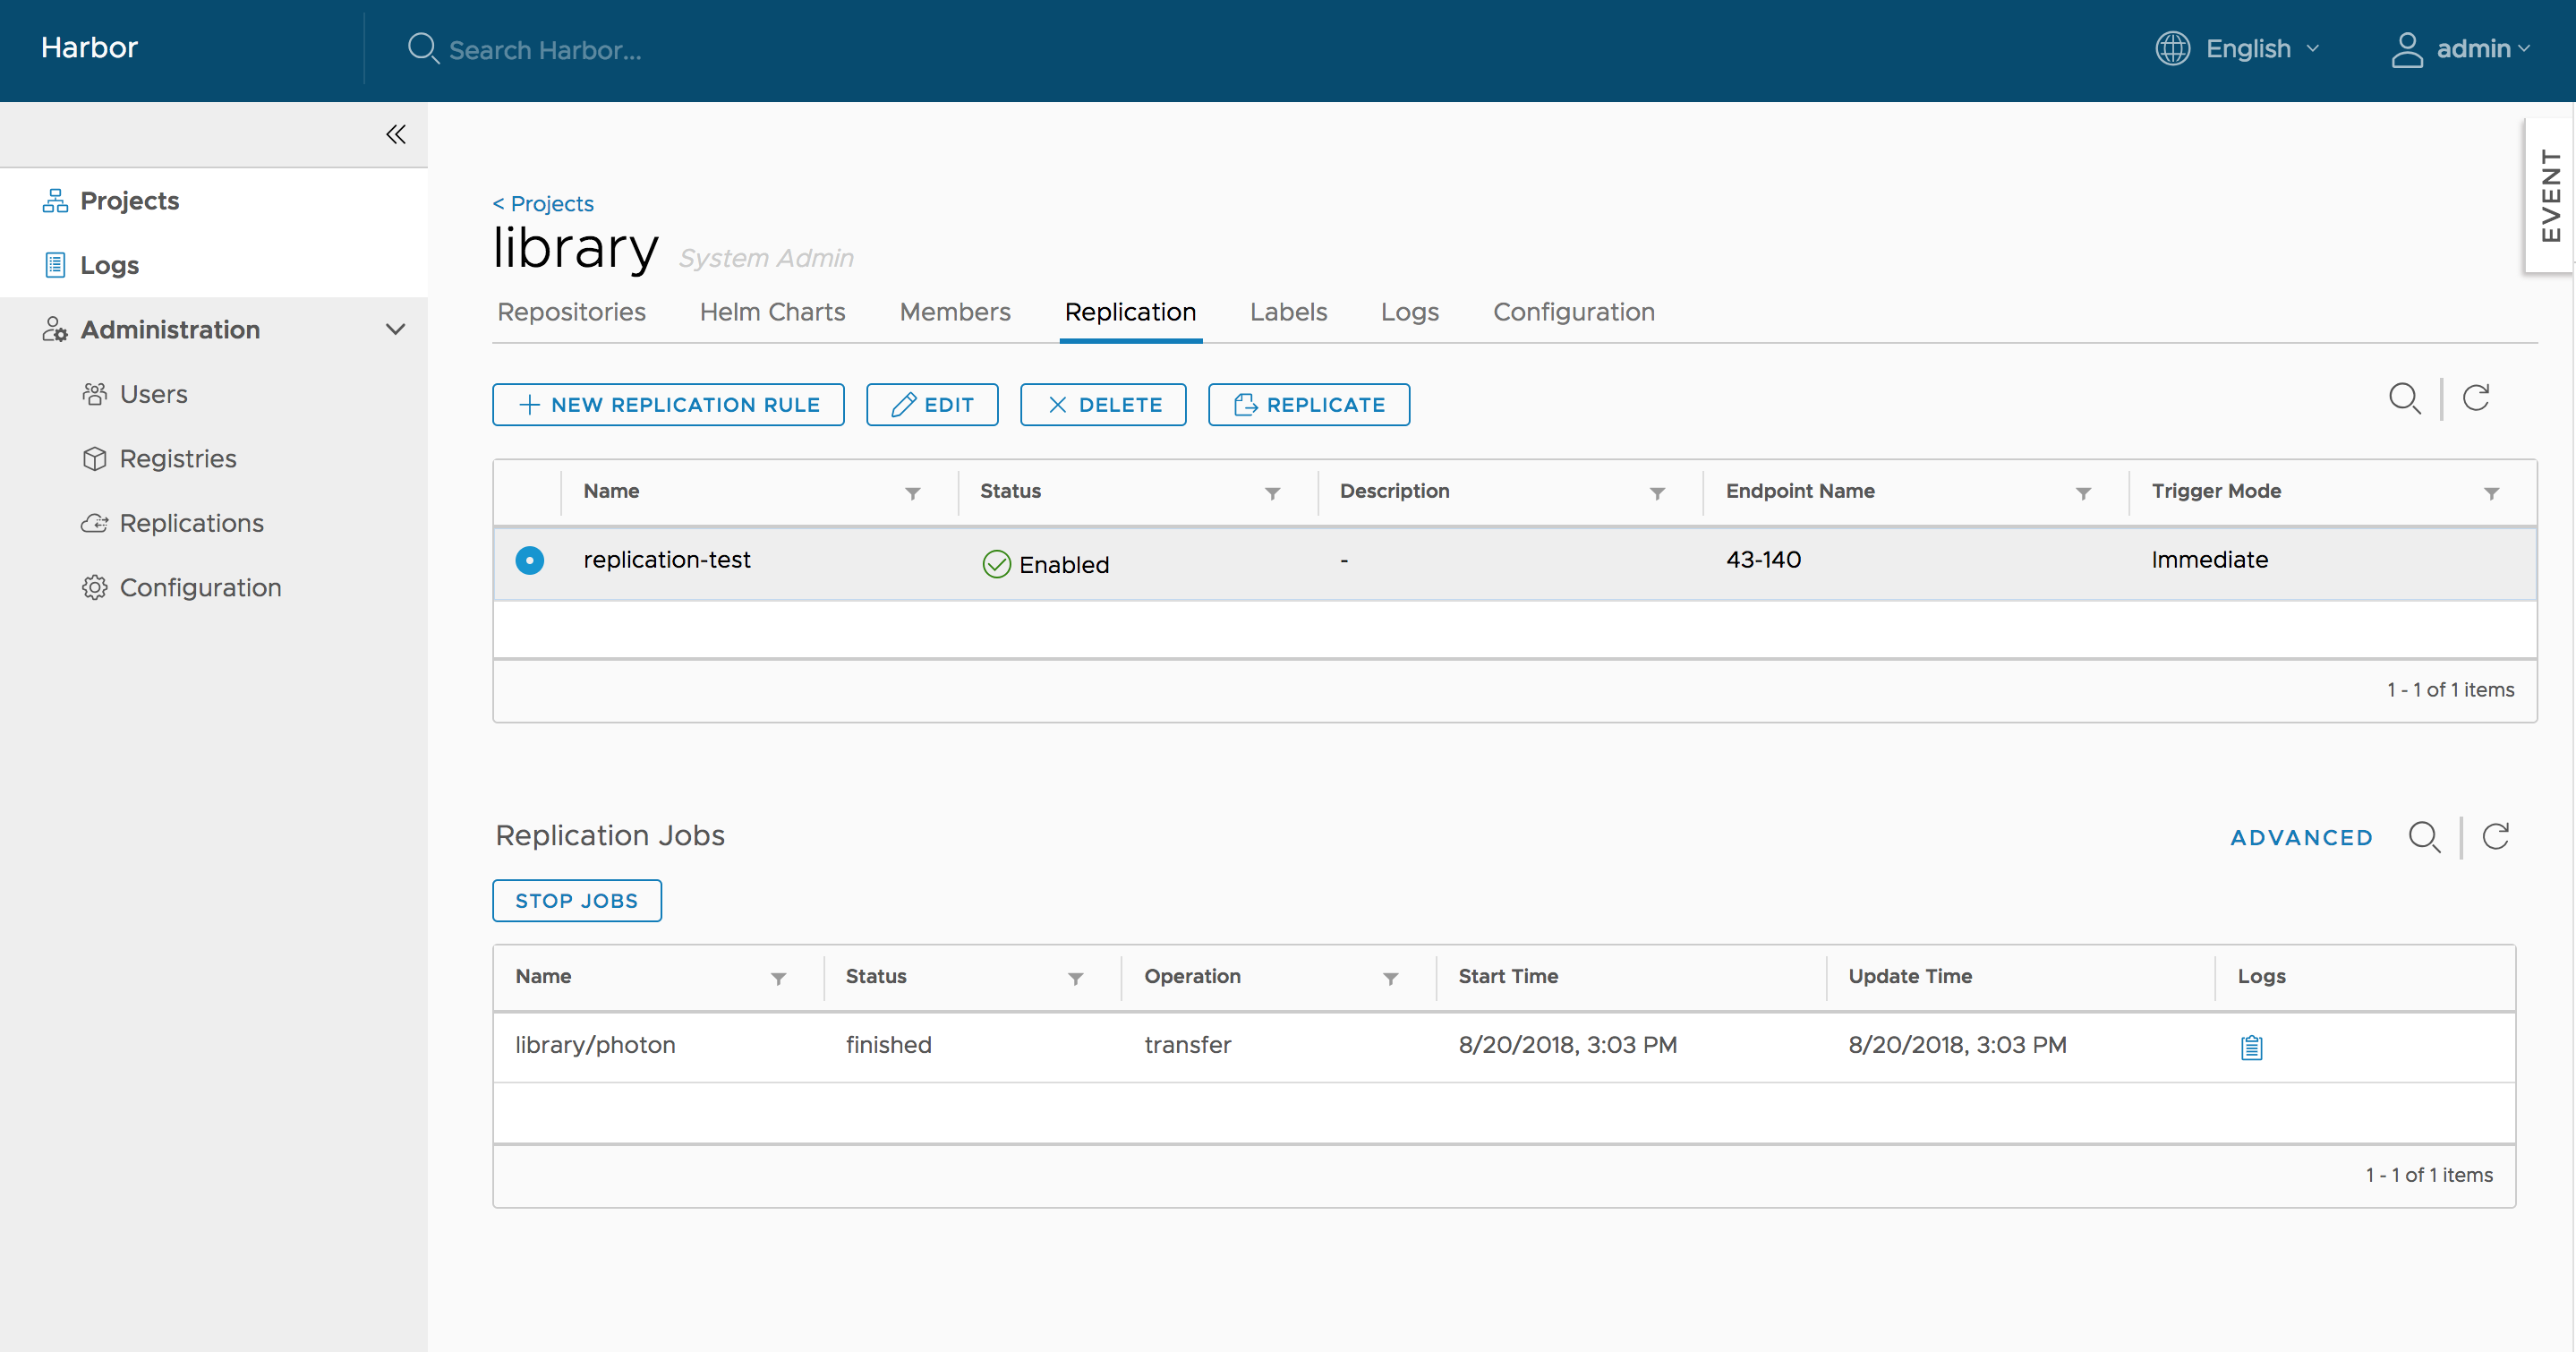 Harbor
Search Harbor...
English
admin
EVENT
Projects
Logs
Administration
Users
Registries
Replications
Configuration
< Projects
library System Admin
Repositories Helm Charts Members Replication Labels Logs Configuration
NEW REPLICATION RULE EDIT DELETE REPLICATE
Name Status Description Endpoint Name Trigger Mode
replication-test Enabled - 43-140 Immediate
1 - 1 of 1 items
Replication Jobs
ADVANCED
STOP JOBS
Name Status Operation Start Time Update Time Logs
library/photon finished transfer 8/20/2018, 3:03 PM 8/20/2018, 3:03 PM
1 - 1 of 1 items